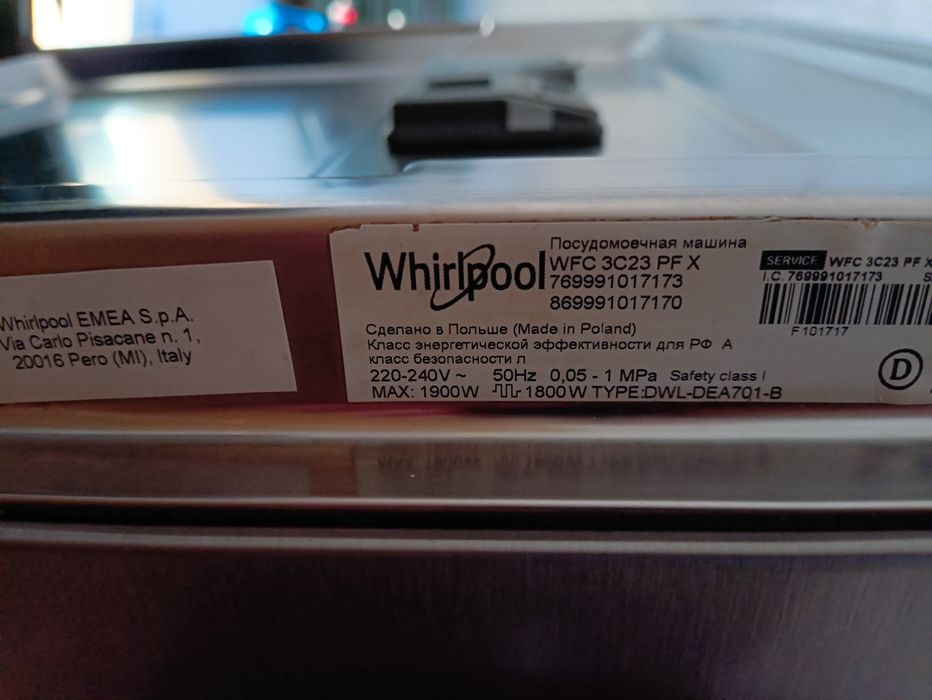 Whirlpool EMEA S.p.A.
Via Carlo Pisacane n. 1,
20016 Pero (MI), Italy
Whirlpool
Посудомоечная машина
WFC 3C23 PF X
769991017173
869991017170
Сделано в Польше (Made in Poland)
Класс энергетической эффективности для РФ А
класс безопасности л
220-240V ~ 50Hz 0,05 - 1 MPa Safety class I
MAX: 1900W 1800W TYPE:DWL-DEA701-B
SERVICE WFC 3C23 PF X
I.C. 769991017173 S
F 101717
D